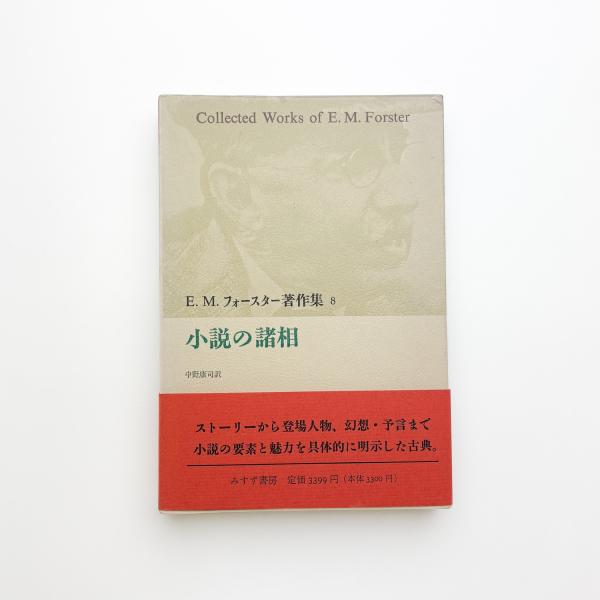 Collected Works of E. M. Forster
E. M. フォースター著作集 8
小説の諸相
中野康司訳
ストーリーから登場人物、幻想・予言まで
小説の要素と魅力を具体的に明示した古典。
みすず書房 定価 3399 円（本体 3300 円）